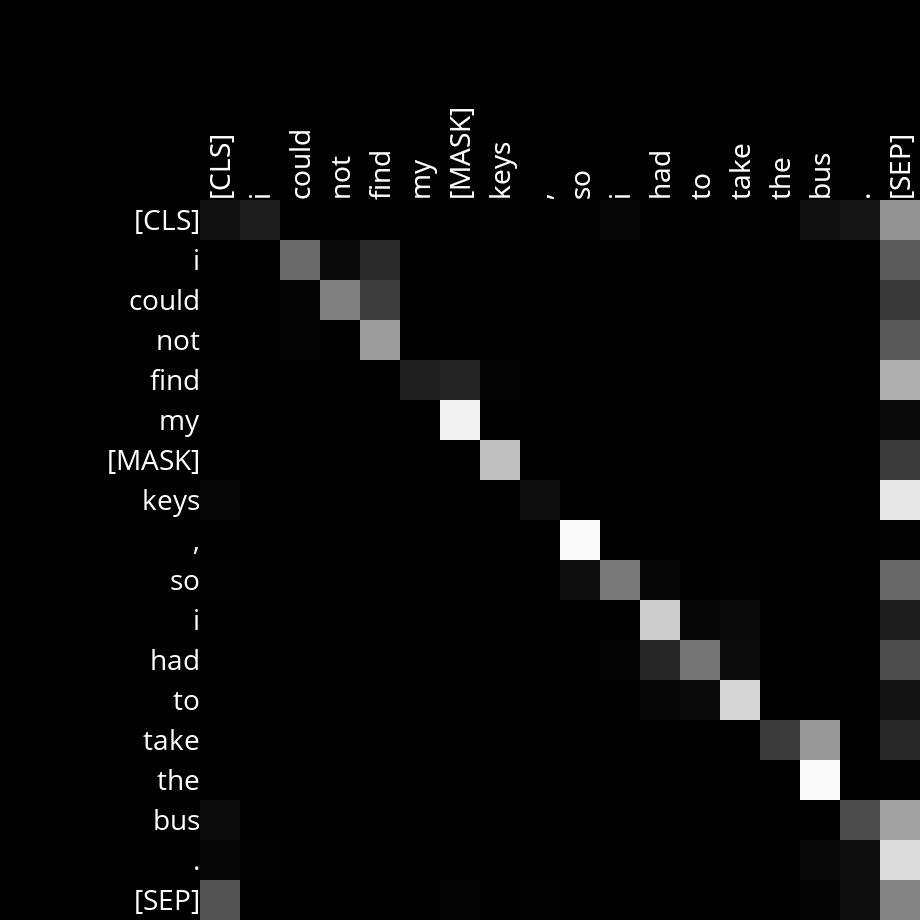 [CLS] i could not find my [MASK] keys , so i had to take the bus . [SEP]
[CLS]
i
could
not
find
my
[MASK]
keys
,
so
i
had
to
take
the
bus
.
[SEP]